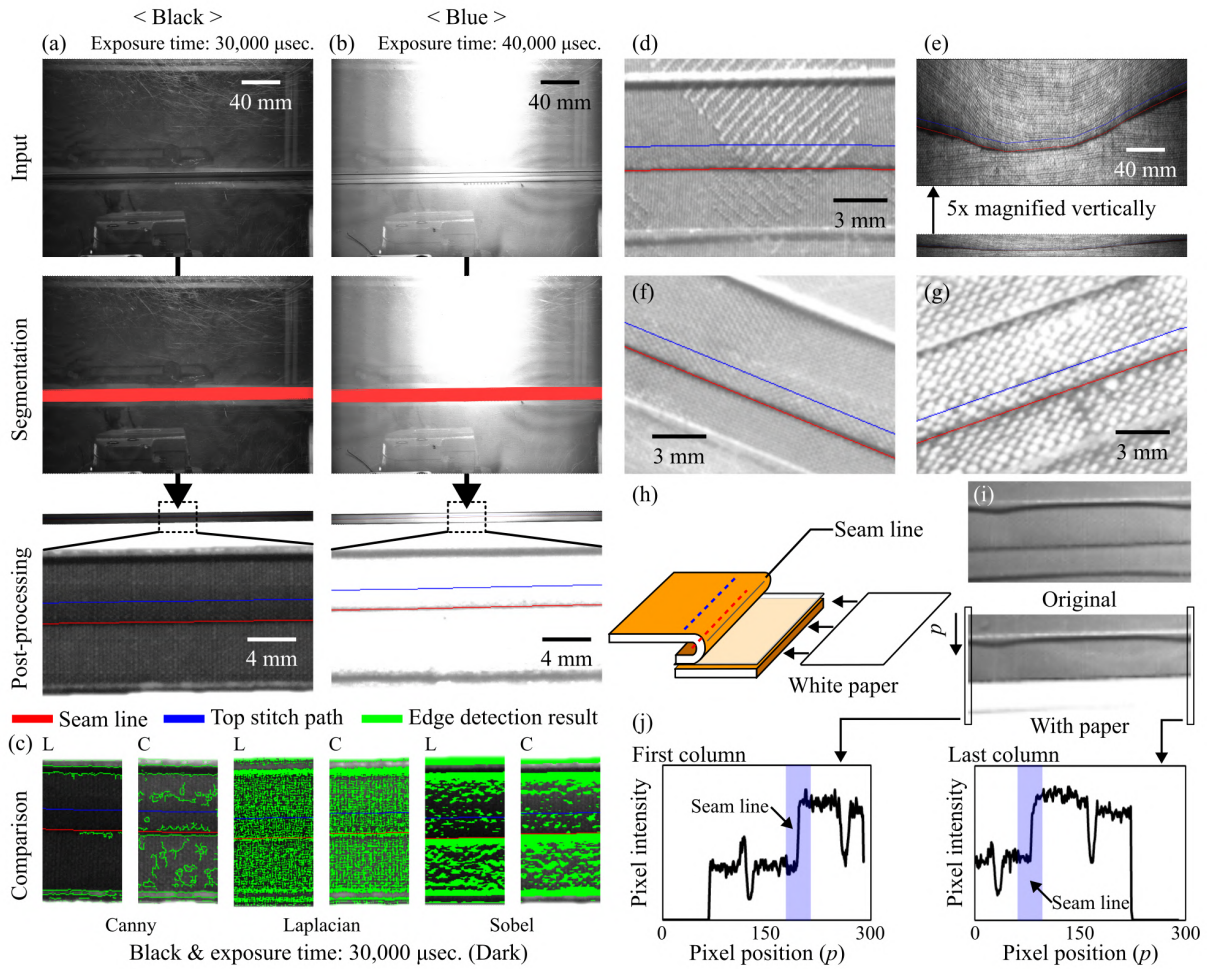 < Black >
< Blue >
(a)
Exposure time: 30,000 μsec.
(b)
Exposure time: 40,000 μsec.
(d)
(e)
Input
40 mm
40 mm
3 mm
40 mm
5x magnified vertically
Segmentation
(f)
(g)
3 mm
3 mm
Post-processing
4 mm
4 mm
(h)
Seam line
White paper
(i)
Original
p
With paper
Seam line
Top stitch path
Edge detection result
(c)
Comparison
L
C
L
C
L
C
Canny
Laplacian
Sobel
Black & exposure time: 30,000 μsec. (Dark)
(j)
First column
Pixel intensity
Seam line
0
150
300
Pixel position (p)
Last column
Pixel intensity
Seam line
0
150
300
Pixel position (p)